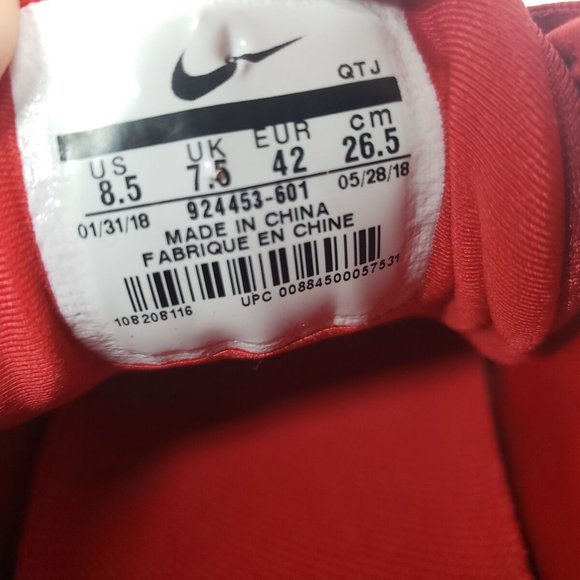 QTJ
US UK EUR cm
8.5 7.5 42 26.5
01/31/18 924453-601 05/28/18
MADE IN CHINA
FABRIQUE EN CHINE
108208116 UPC 00884500057531